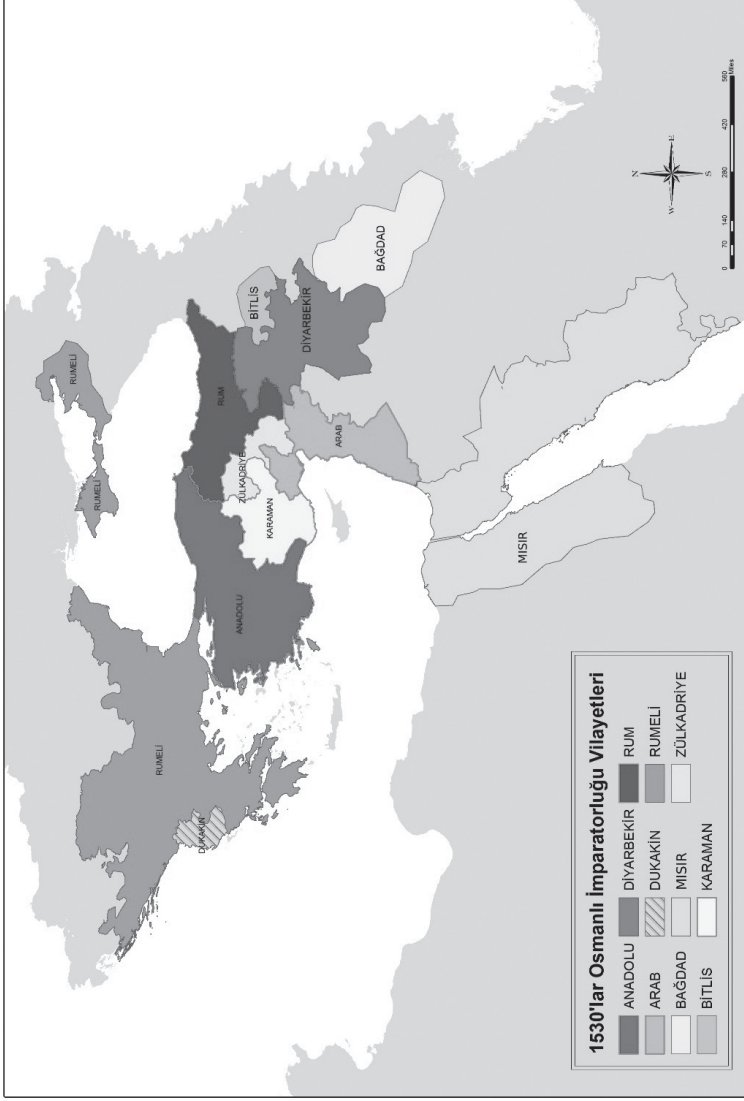 RUMELİ
RUMELİ
RUMELİ
DUKAKİN
ANADOLU
RUM
ZÜLKADRİYE
KARAMAN
BİTLİS
DİYARBEKİR
ARAB
BAĞDAD
MISIR
1530'lar Osmanlı İmparatorluğu Vilayetleri
ANADOLU DİYARBEKİR RUM
ARAB DUKAKİN RUMELİ
BAĞDAD MISIR ZÜLKADRİYE
BİTLİS KARAMAN
N
W E
S
0 70 140 280 420 560
Miles